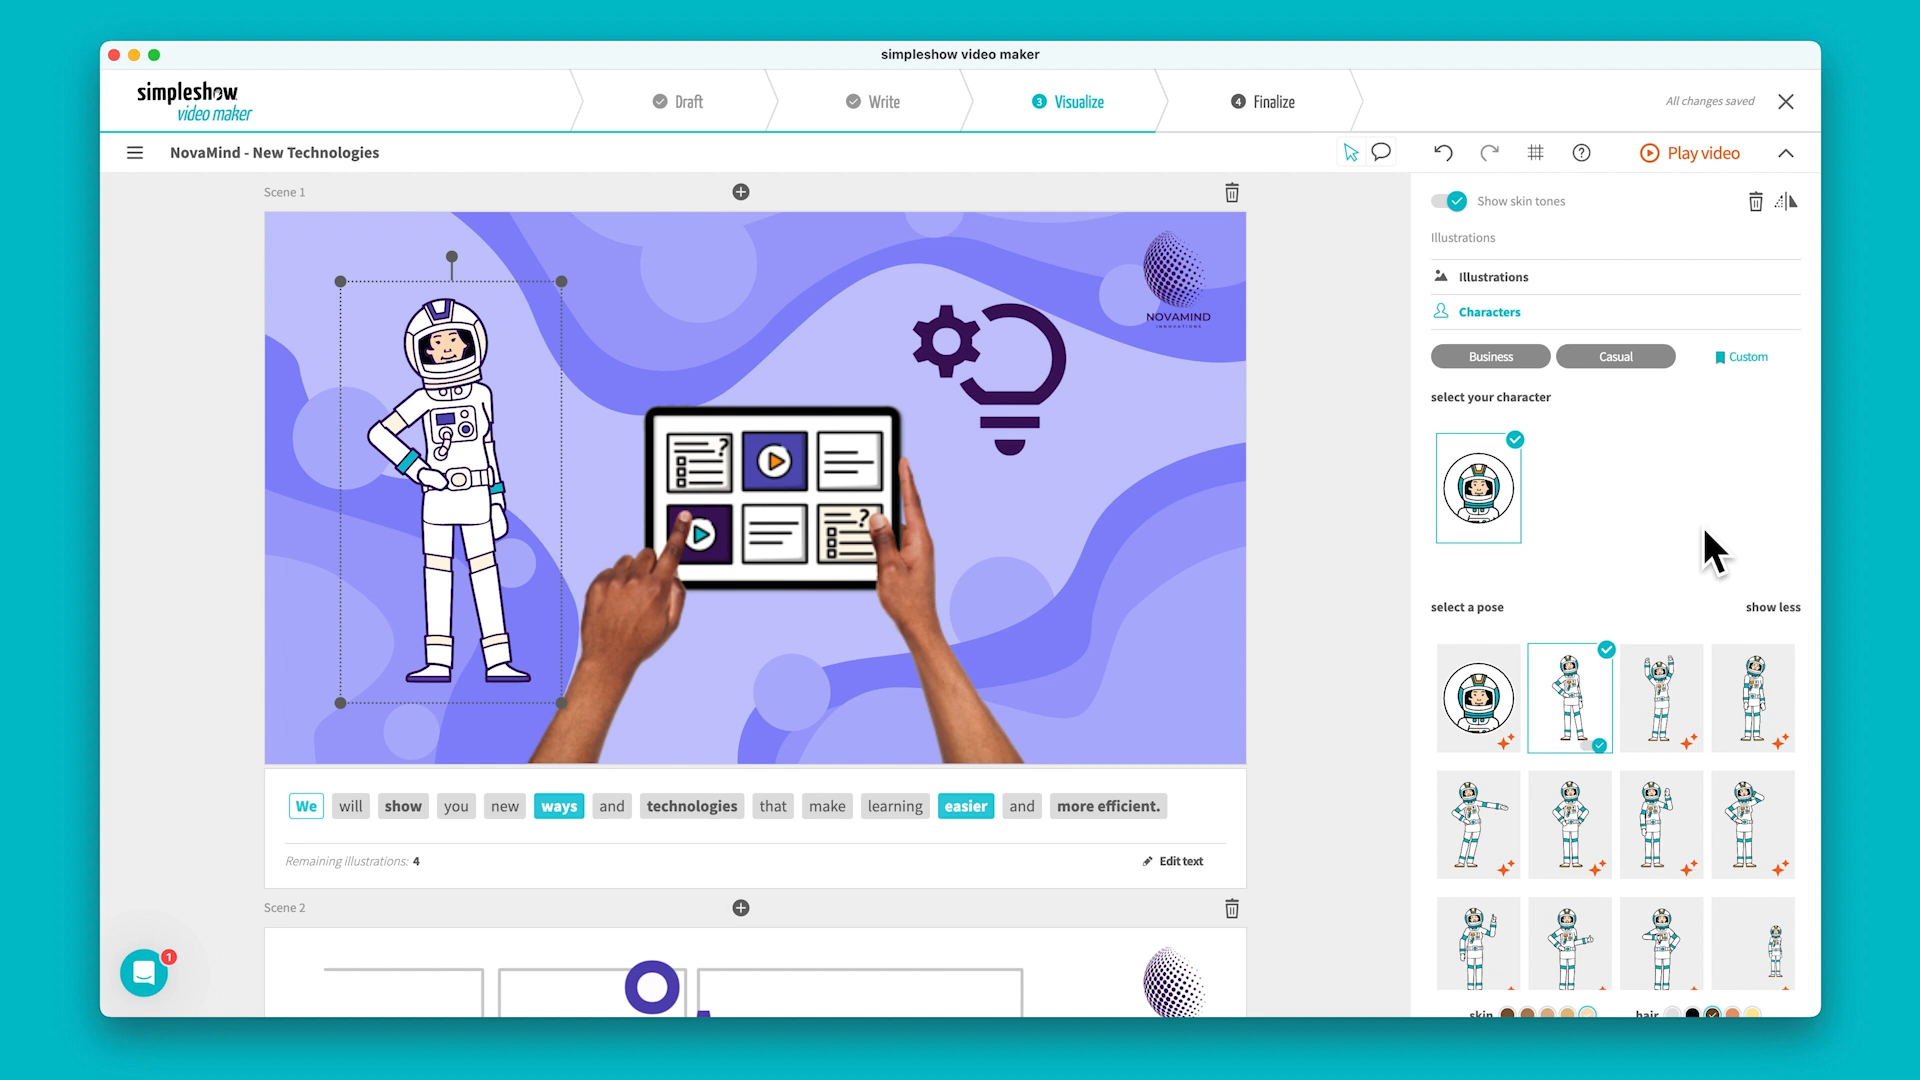 simpleshow video maker
simpleshow
video maker
Draft
Write
3 Visualize
4 Finalize
All changes saved
NovaMind - New Technologies
Play video
Scene 1
Show skin tones
Illustrations
Illustrations
Characters
Business
Casual
Custom
select your character
NOVAMIND
INNOVATIONS
?
?
select a pose
show less
We will show you new ways and technologies that make learning easier and more efficient.
Remaining illustrations: 4
Edit text
Scene 2
1
skin
hair